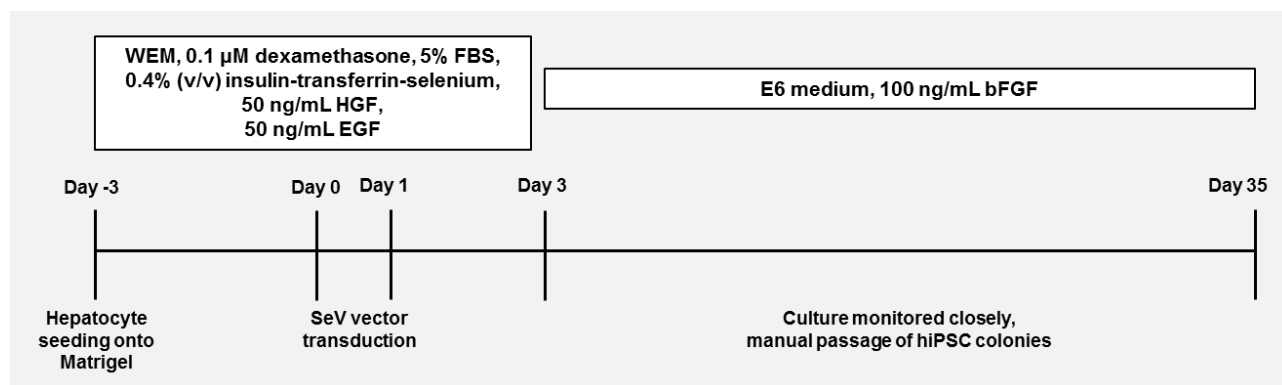 WEM, 0.1 µM dexamethasone, 5% FBS,
0.4% (v/v) insulin-transferrin-selenium,
50 ng/mL HGF,
50 ng/mL EGF
E6 medium, 100 ng/mL bFGF
Day -3
Day 0
Day 1
Day 3
Day 35
Hepatocyte
seeding onto
Matrigel
SeV vector
transduction
Culture monitored closely,
manual passage of hiPSC colonies